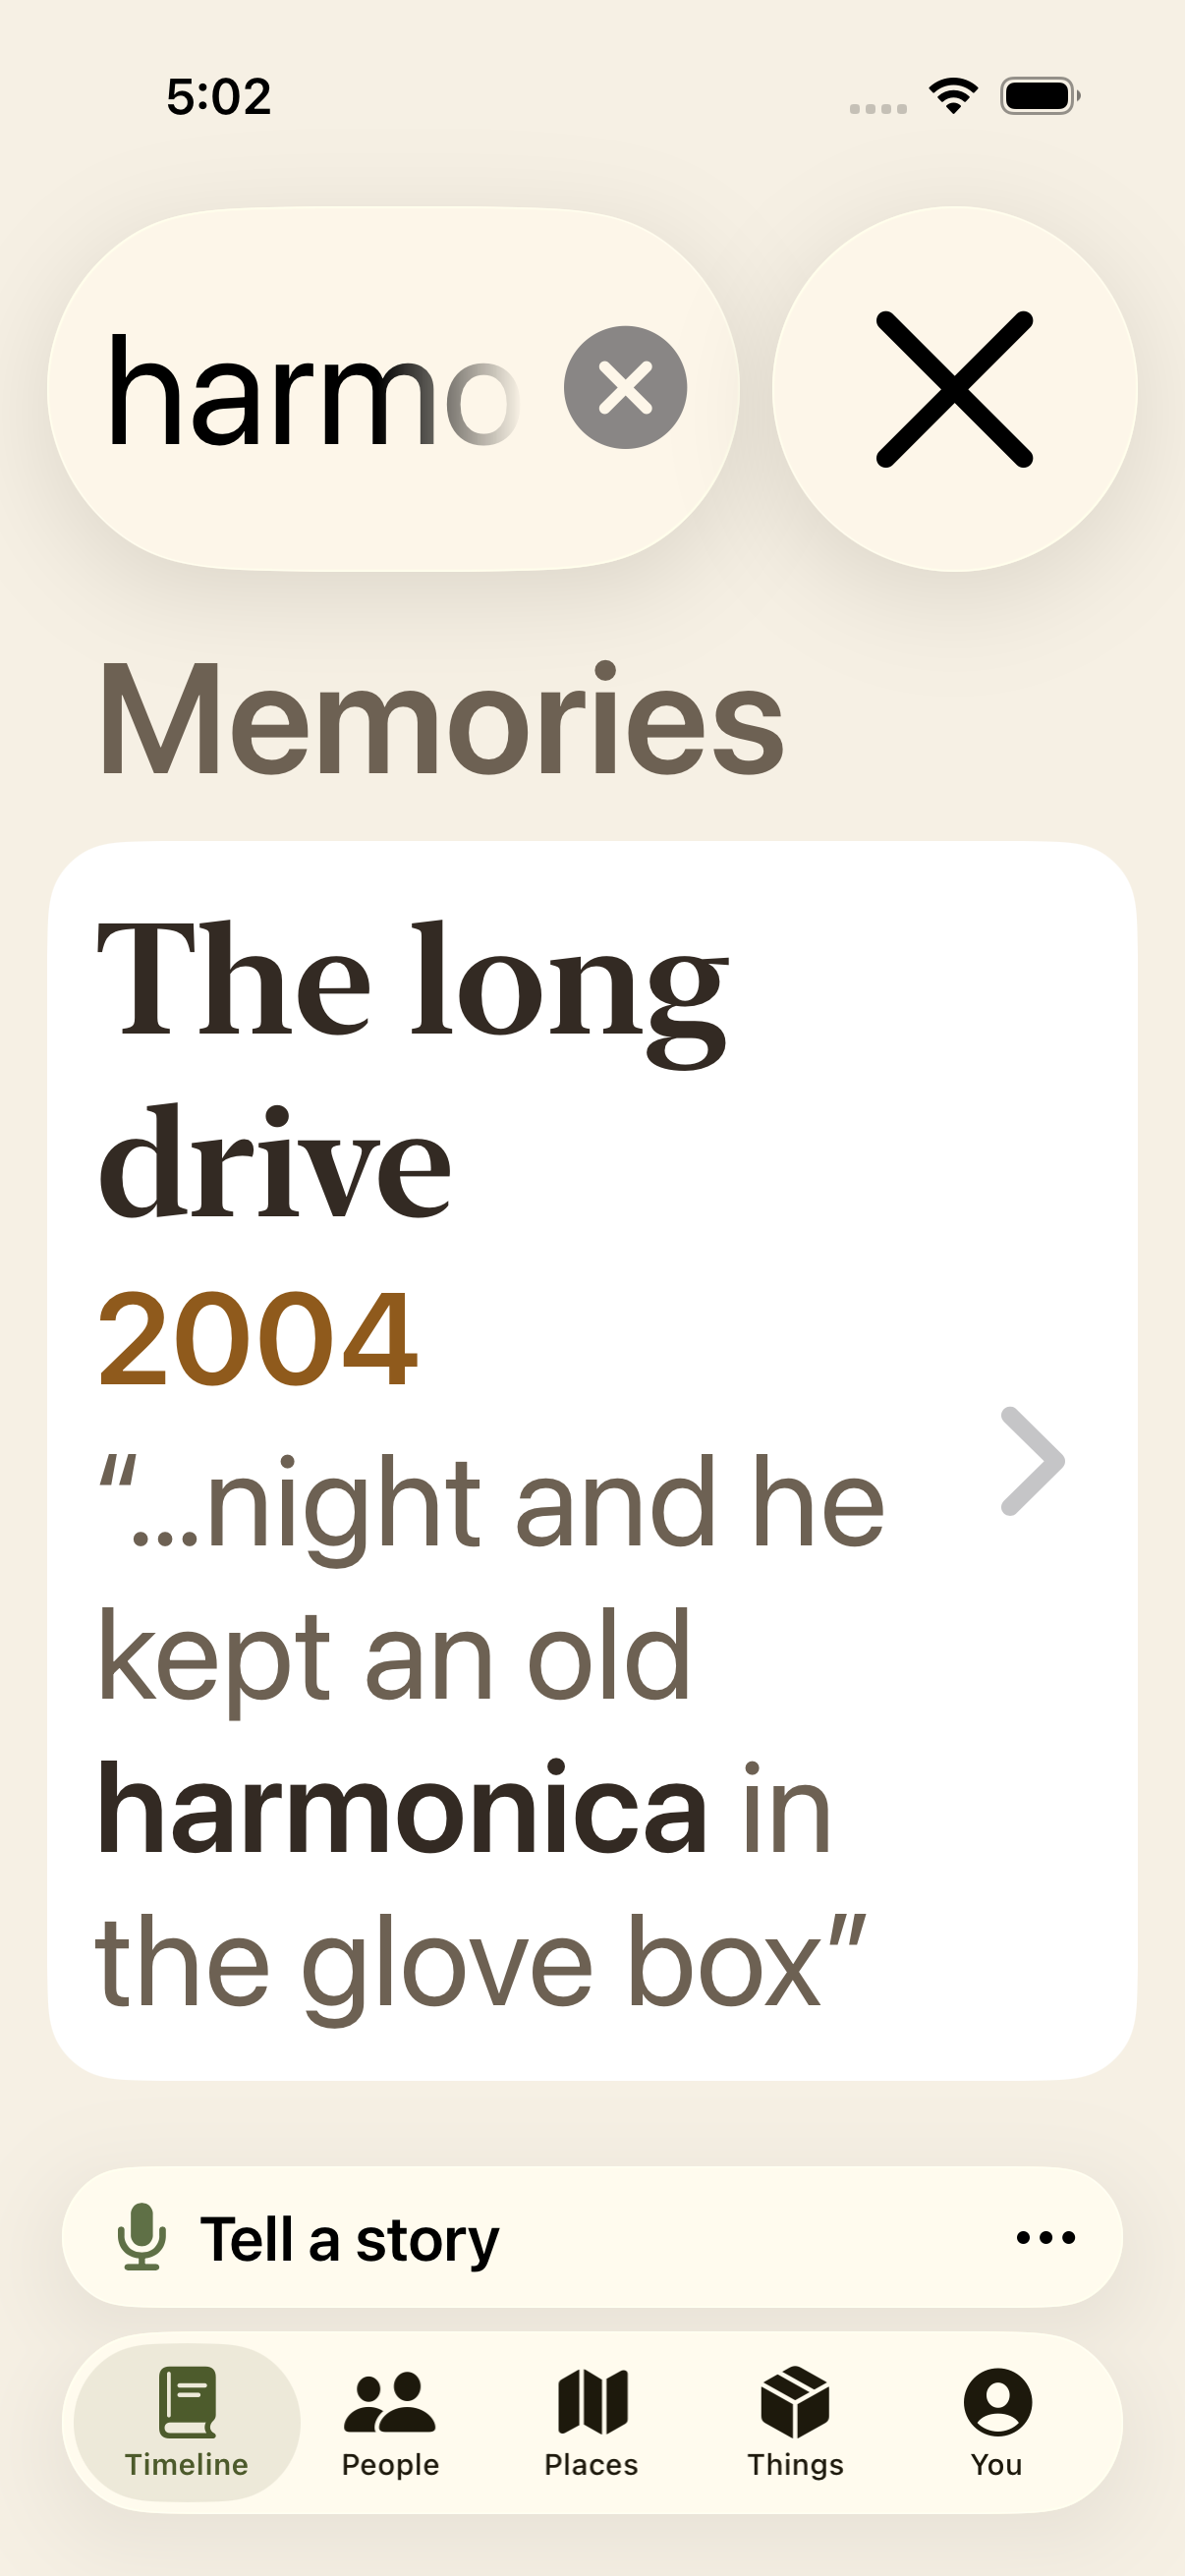 5:02
harmo
Memories
The long
drive
2004
“…night and he
kept an old
harmonica in
the glove box”
Tell a story
Timeline
People
Places
Things
You